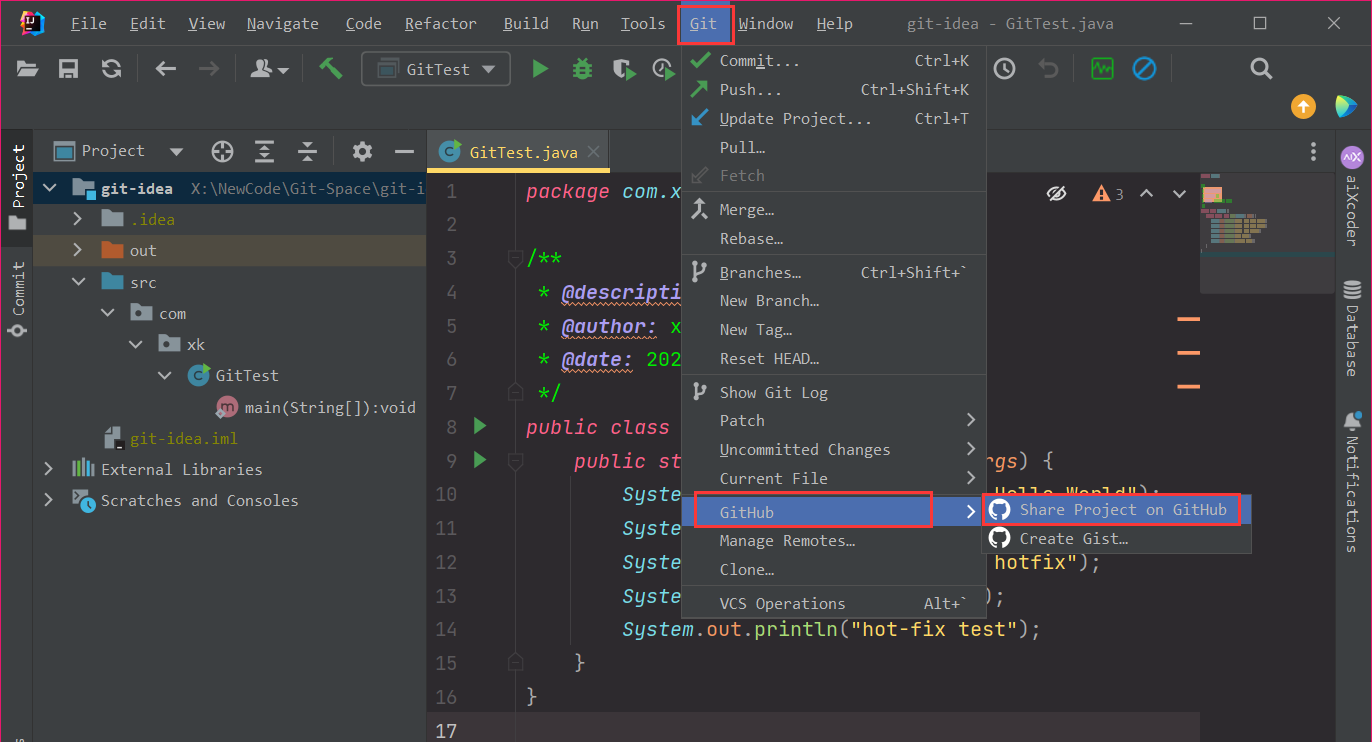 File Edit View Navigate Code Refactor Build Run Tools Git Window Help git-idea - GitTest.java
GitTest
Project
GitTest.java
Project
Commit
git-idea X:\NewCode\Git-Space\git-i
.idea
out
src
com
xk
GitTest
main(String[]):void
git-idea.iml
External Libraries
Scratches and Consoles
1 package com.x
2
3 /**
4 * @descripti
5 * @author: x
6 * @date: 202
7 */
8 public class
9 public st rgs) {
10 Syste Hello World");
11 Syste
12 Syste hotfix");
13 Syste );
14 System.out.println("hot-fix test");
15 }
16 }
17
3
Commit... Ctrl+K
Push... Ctrl+Shift+K
Update Project... Ctrl+T
Pull...
Fetch
Merge...
Rebase...
Branches... Ctrl+Shift+`
New Branch...
New Tag...
Reset HEAD...
Show Git Log
Patch
Uncommitted Changes
Current File
GitHub
Manage Remotes...
Clone...
VCS Operations Alt+`
Share Project on GitHub
Create Gist...
aiXcoder
Database
Notifications